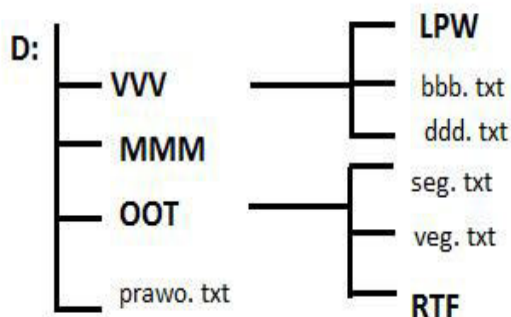 D:
VVV
MMM
OOT
prawo. txt
LPW
bbb. txt
ddd. txt
seg. txt
veg. txt
RTF